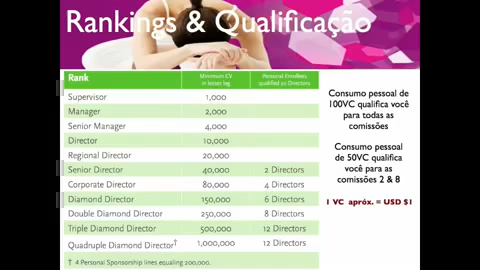 Rankings & Qualificação
Rank Minimum CV in lesser leg Personal Enrollees, qualified as Directors
Supervisor 1,000
Manager 2,000
Senior Manager 4,000
Director 10,000
Regional Director 20,000
Senior Director 40,000 2 Directors
Corporate Director 80,000 4 Directors
Diamond Director 150,000 6 Directors
Double Diamond Director 250,000 8 Directors
Triple Diamond Director 500,000 12 Directors
Quadruple Diamond Director† 1,000,000 12 Directors
† 4 Personal Sponsorship lines equaling 200,000.
Consumo pessoal de
100VC qualifica você
para todas as
comissões
Consumo pessoal
de 50VC qualifica
você para as
comissões 2 & 8
1 VC apróx. = USD $1